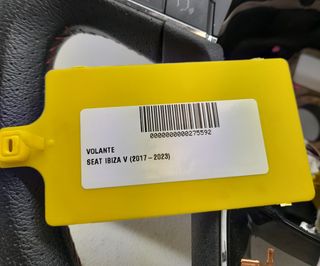 0000000000275592
VOLANTE
SEAT IBIZA V (2017-2023)